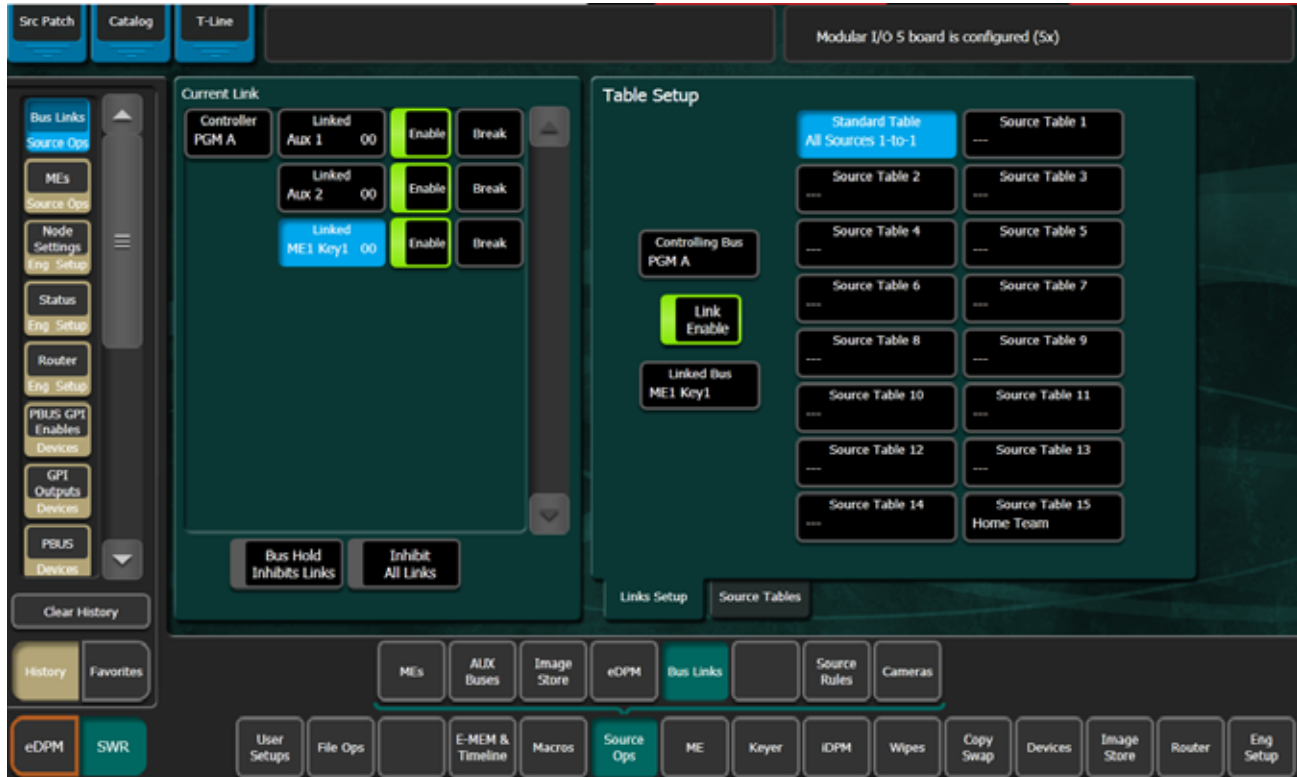 Src Patch
Catalog
T-Line
Modular I/O 5 board is configured (5x)
Bus Links
Source Ops
MEs
Source Ops
Node
Settings
Eng Setup
Status
Eng Setup
Router
Eng Setup
PBUS GPI
Enables
Devices
GPI
Outputs
Devices
PBUS
Devices
Clear History
History
Favorites
Current Link
Controller
PGM A
Linked
Aux 1 00
Enable
Break
Linked
Aux 2 00
Enable
Break
Linked
ME1 Key1 00
Enable
Break
Bus Hold
Inhibits Links
Inhibit
All Links
Table Setup
Controlling Bus
PGM A
Link
Enable
Linked Bus
ME1 Key1
Standard Table
All Sources 1-to-1
Source Table 1
---
Source Table 2
---
Source Table 3
---
Source Table 4
---
Source Table 5
---
Source Table 6
---
Source Table 7
---
Source Table 8
---
Source Table 9
---
Source Table 10
---
Source Table 11
---
Source Table 12
---
Source Table 13
---
Source Table 14
---
Source Table 15
Home Team
Links Setup
Source Tables
MEs
AUX
Buses
Image
Store
eDPM
Bus Links
Source
Rules
Cameras
eDPM
SWR
User
Setups
File Ops
E-MEM &
Timeline
Macros
Source
Ops
ME
Keyer
iDPM
Wipes
Copy
Swap
Devices
Image
Store
Router
Eng
Setup